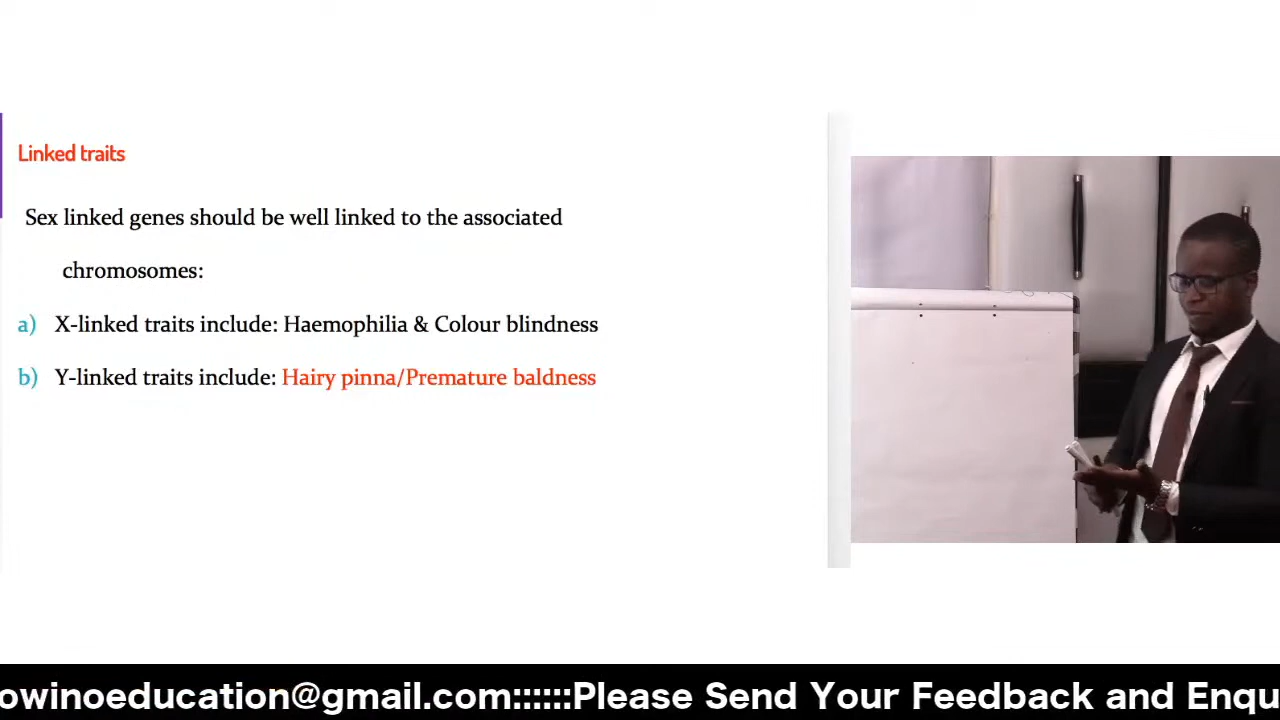 Linked traits
Sex linked genes should be well linked to the associated
chromosomes:
a) X-linked traits include: Haemophilia & Colour blindness
b) Y-linked traits include: Hairy pinna/Premature baldness
owinoeducation@gmail.com::::::Please Send Your Feedback and Enqu